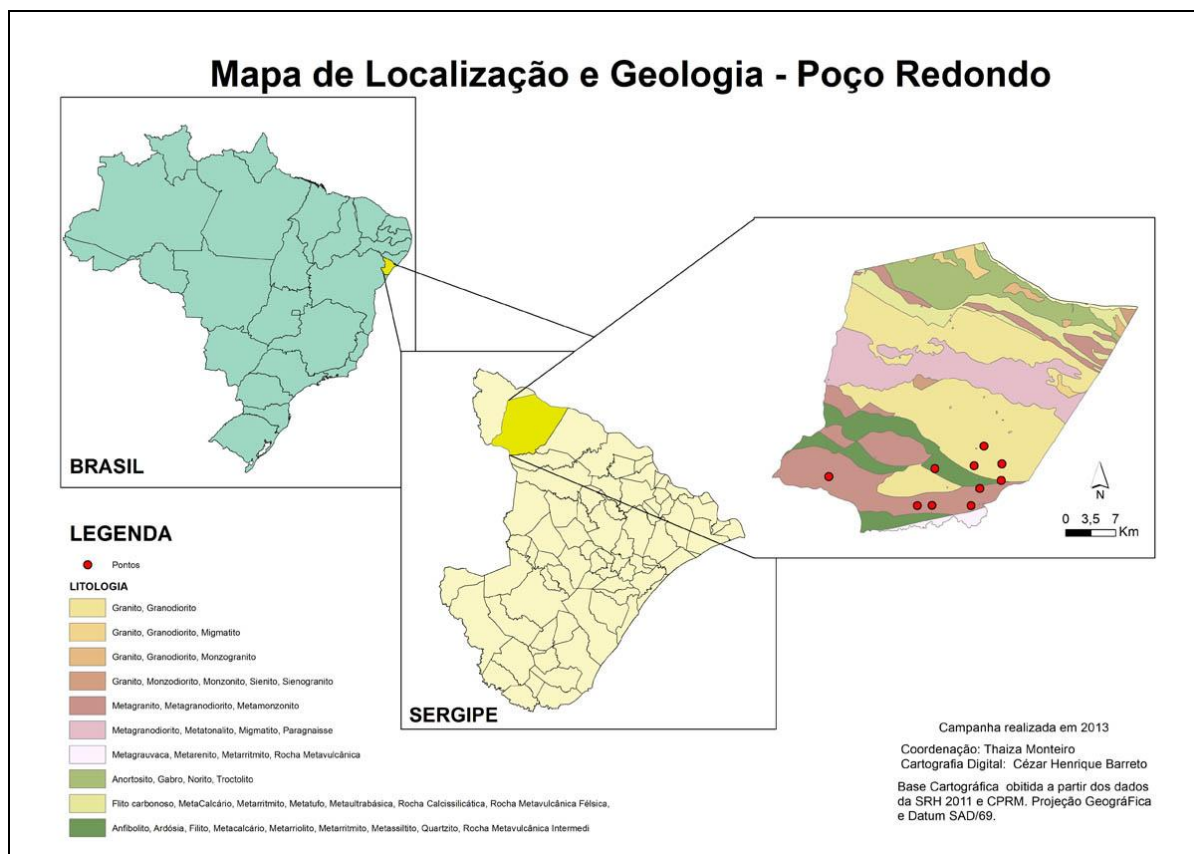 Mapa de Localização e Geologia - Poço Redondo
BRASIL
SERGIPE
N
0 3,5 7
Km
LEGENDA
Pontos
LITOLOGIA
Granito, Granodiorito
Granito, Granodiorito, Migmatito
Granito, Granodiorito, Monzogranito
Granito, Monzodiorito, Monzonito, Sienito, Sienogranito
Metagranito, Metagranodiorito, Metamonzonito
Metagranodiorito, Metatonalito, Migmatito, Paragnaisse
Metagrauvaca, Metarenito, Metarritmito, Rocha Metavulcânica
Anortosito, Gabro, Norito, Troctolito
Flito carbonoso, MetaCalcário, Metarritmito, Metatufo, Metaultrabásica, Rocha Calcissilicática, Rocha Metavulcânica Félsica,
Anfibolito, Ardósia, Filito, Metacalcário, Metarriolito, Metarritmito, Metassiltito, Quartzito, Rocha Metavulcânica Intermedi
Campanha realizada em 2013
Coordenação: Thaiza Monteiro
Cartografia Digital: Cézar Henrique Barreto
Base Cartográfica obitida a partir dos dados
da SRH 2011 e CPRM. Projeção GeográFica
e Datum SAD/69.